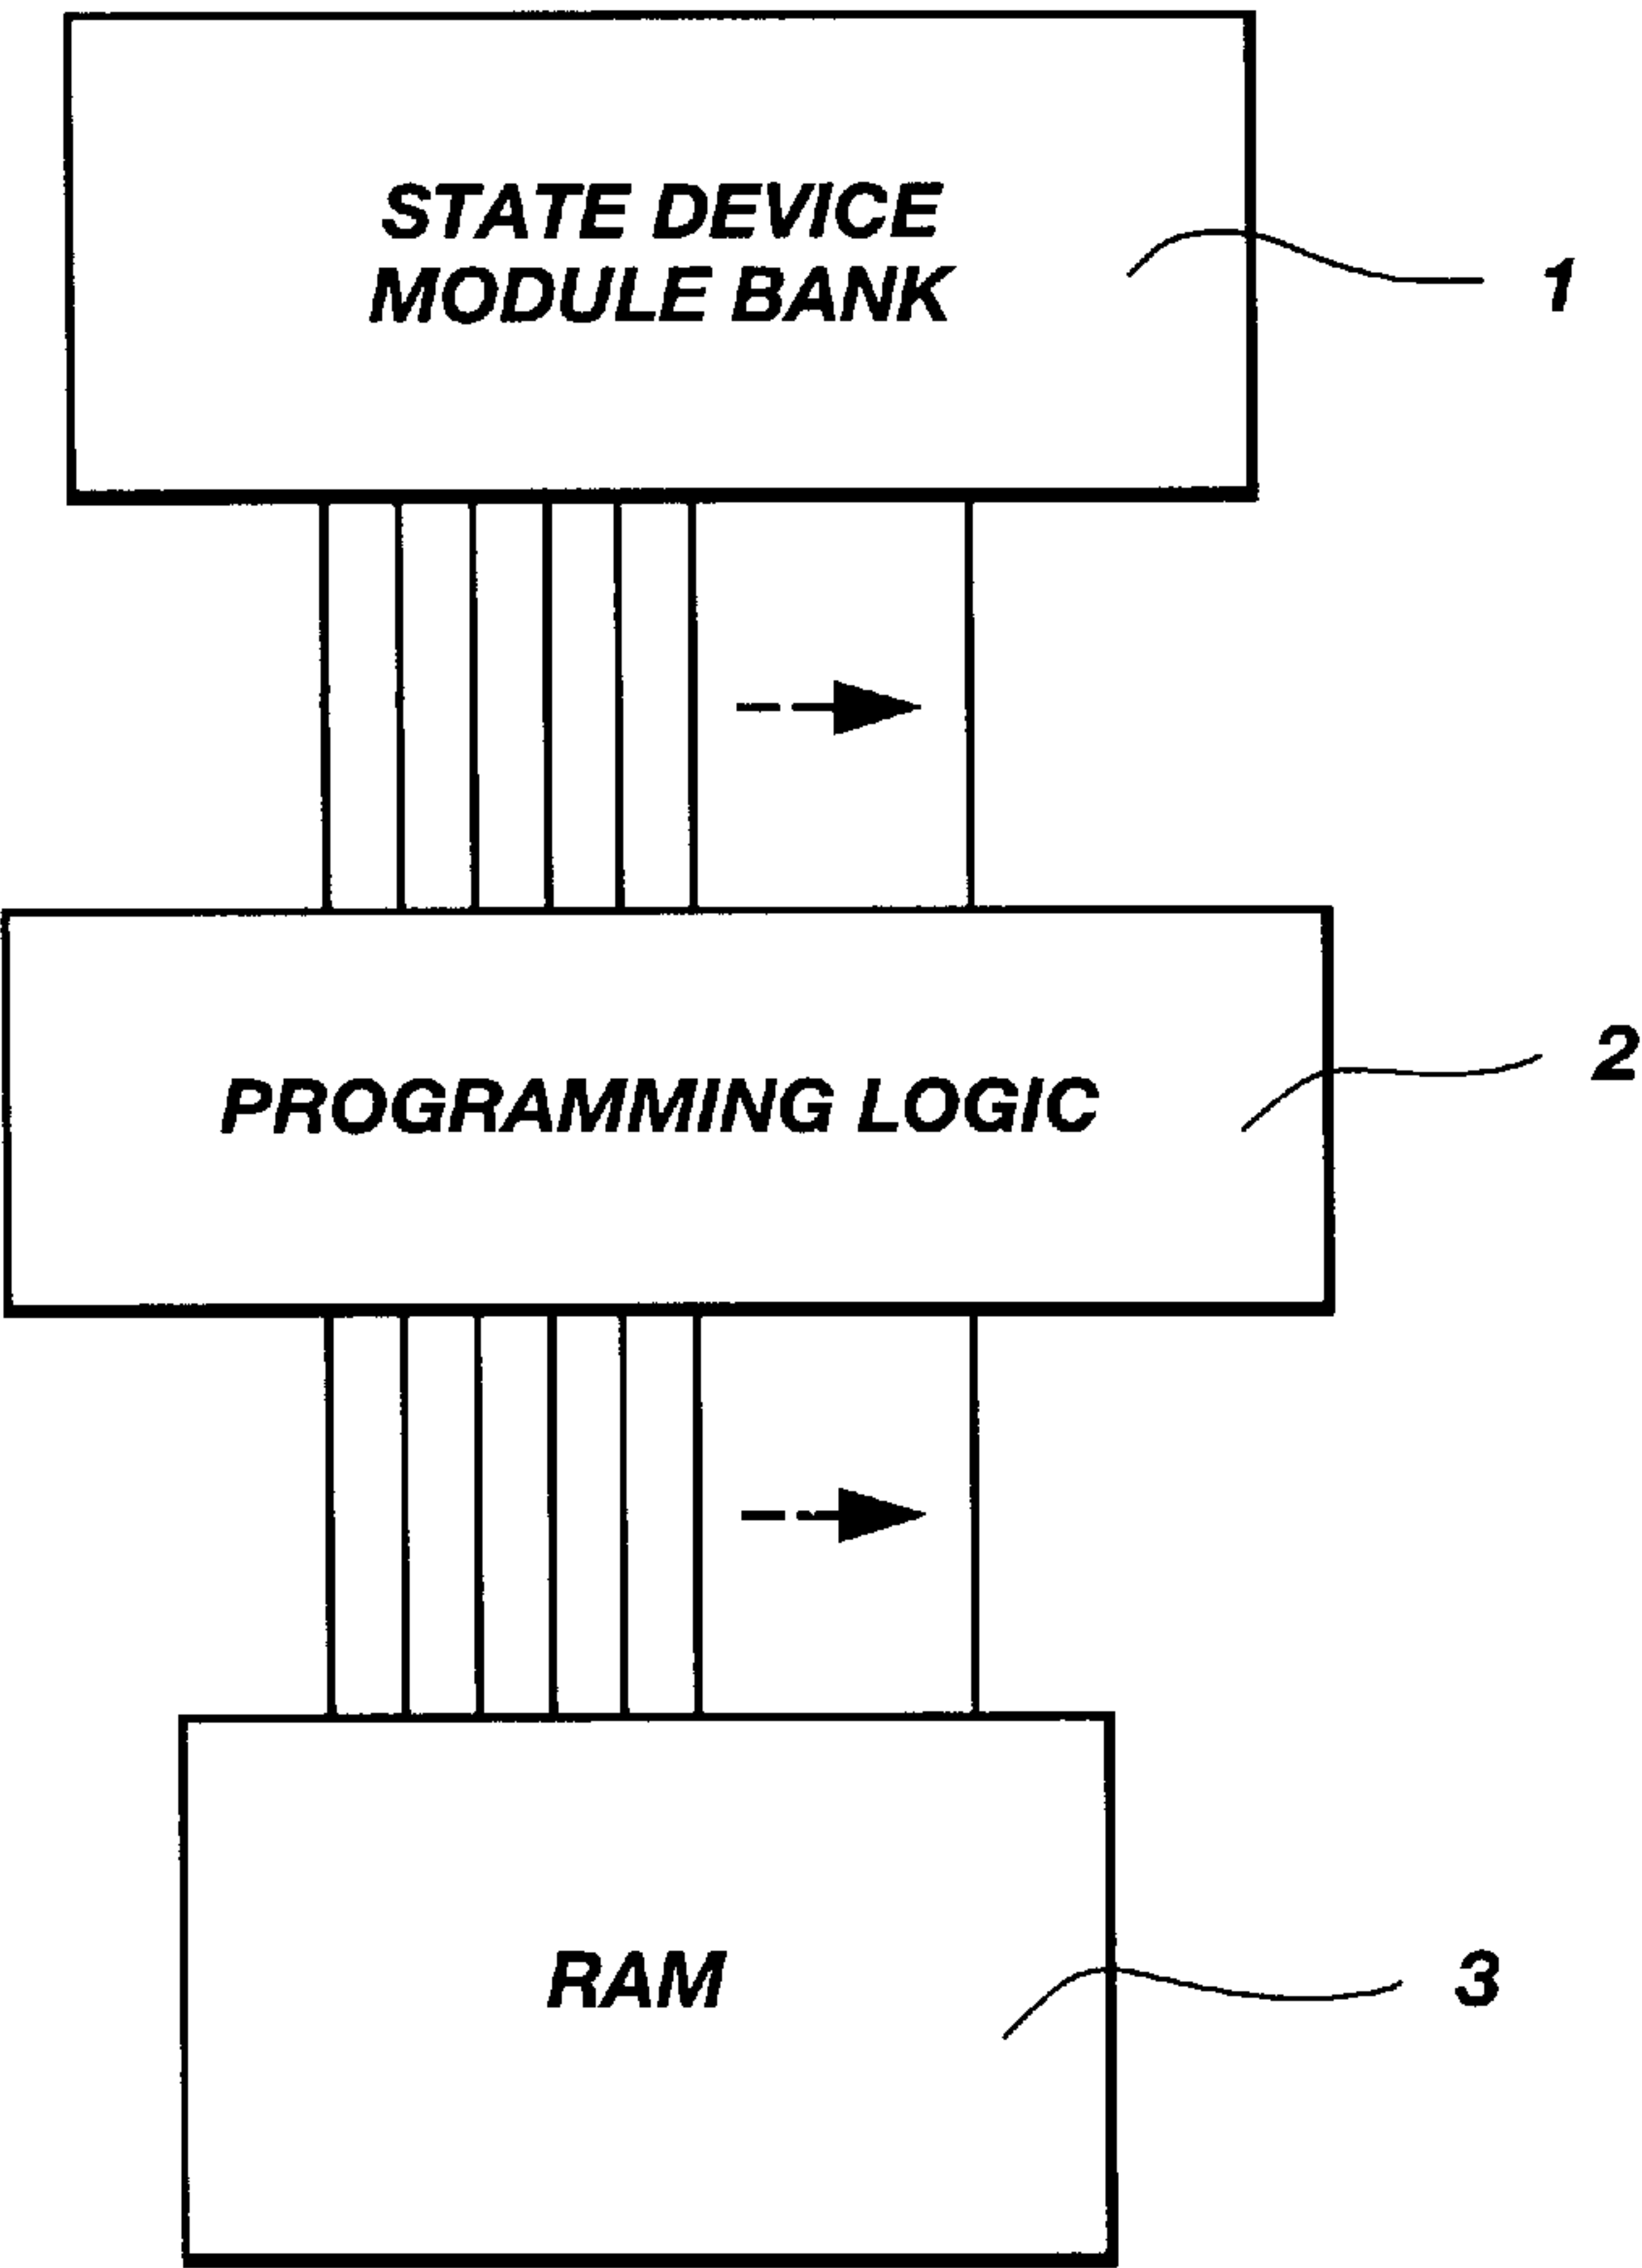 STATE DEVICE
MODULE BANK
1
PROGRAMMING LOGIC
2
RAM
3